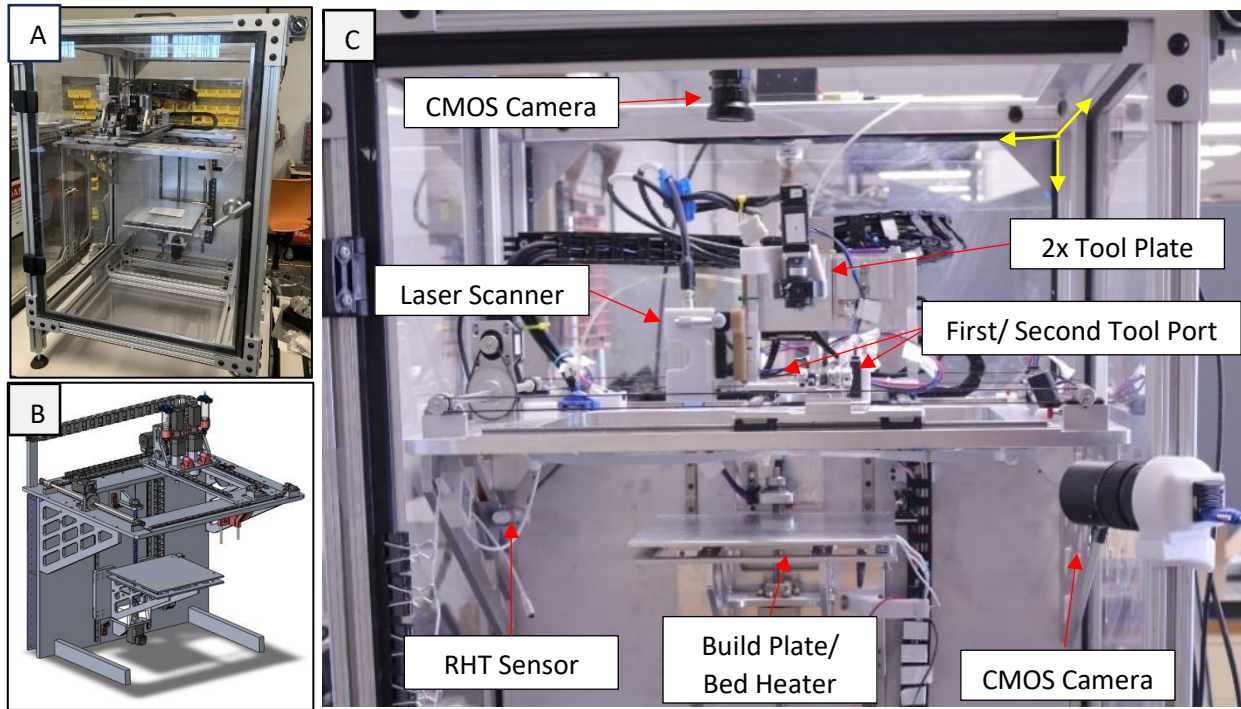 A
B
C
CMOS Camera
2x Tool Plate
Laser Scanner
First/ Second Tool Port
RHT Sensor
Build Plate/
Bed Heater
CMOS Camera